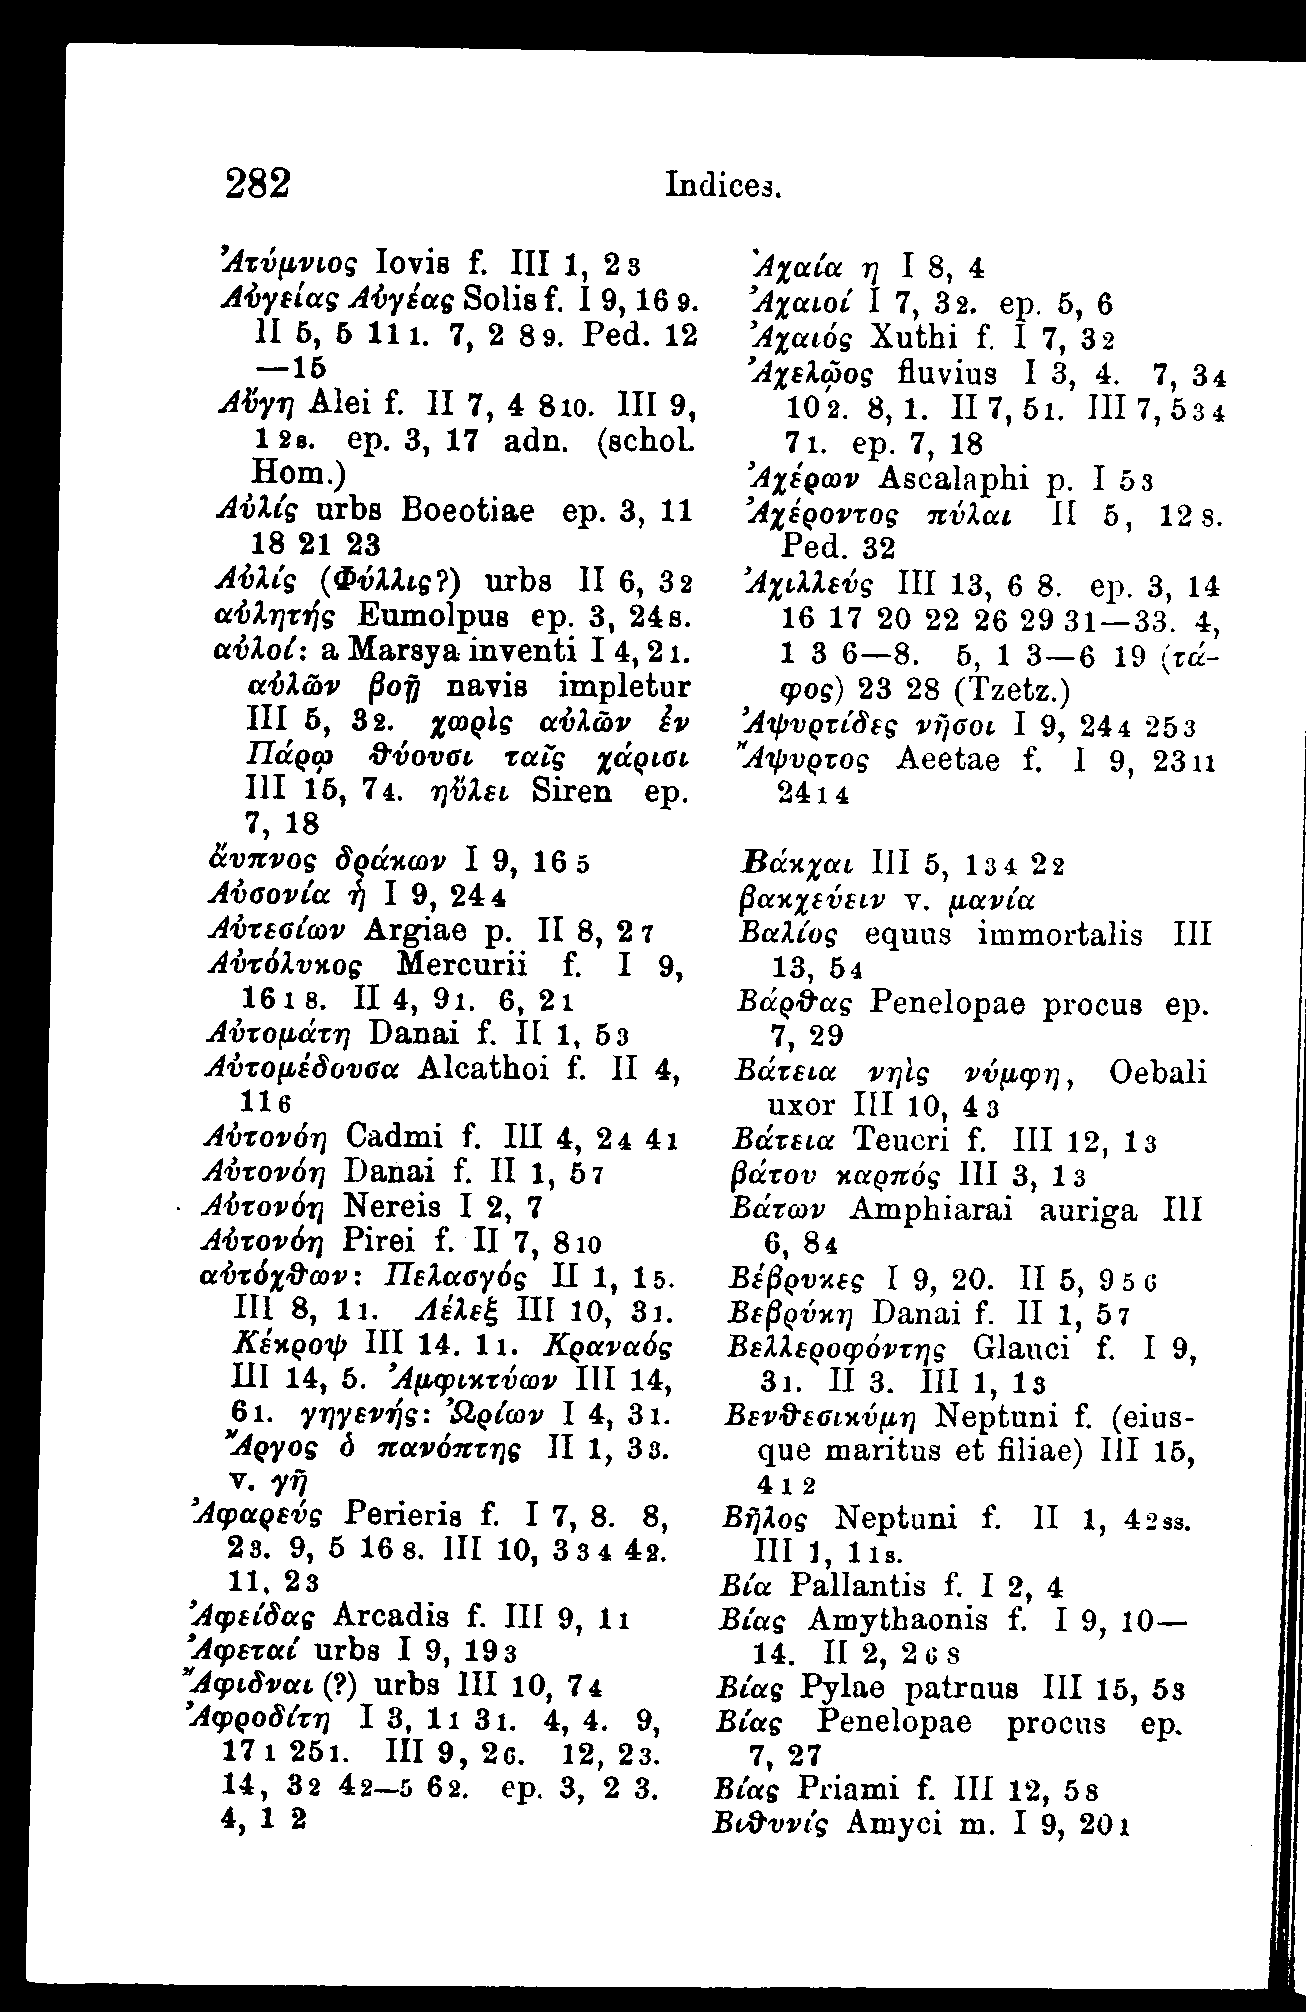 282
Indices.
Ἀτύμνιος Iovis f. III 1, 2 3
Αὐγείας Αὐγέας Solis f. I 9, 16 9.
II 5, 5 11 1. 7, 2 8 9. Ped. 12
—15
Αὔγη Alei f. II 7, 4 8 10. III 9,
1 2 s. ep. 3, 17 adn. (schol.
Hom.)
Αὐλίς urbs Boeotiae ep. 3, 11
18 21 23
Αὐλίς (Φύλλις?) urbs II 6, 3 2
αὐλητής Eumolpus ep. 3, 24 s.
αὐλοί: a Marsya inventi I 4, 2 1.
αὐλῶν βοῇ navis impletur
III 5, 3 2. χωρὶς αὐλῶν ἐν
Πάρῳ θύουσι ταῖς χάρισι
III 15, 7 4. ηὔλει Siren ep.
7, 18
ἄυπνος δράκων I 9, 16 5
Αὐσονία ἡ I 9, 24 4
Αὐτεσίων Argiae p. II 8, 2 7
Αὐτόλυκος Mercurii f. I 9,
16 1 8. II 4, 9 1. 6, 2 1
Αὐτομάτη Danai f. II 1, 5 3
Αὐτομέδουσα Alcathoi f. II 4,
11 6
Αὐτονόη Cadmi f. III 4, 2 4 4 1
Αὐτονόη Danai f. II 1, 5 7
Αὐτονόη Nereis I 2, 7
Αὐτονόη Pirei f. II 7, 8 10
αὐτόχθων: Πελασγός II 1, 1 5.
III 8, 1 1. Λέλεξ III 10, 3 1.
Κέκροψ III 14. 1 1. Κραναός
III 14, 5. Ἀμφικτύων III 14,
6 1. γηγενής: Ὠρίων I 4, 3 1.
Ἄργος ὁ πανόπτης II 1, 3 3.
v. γῆ
Ἀφαρεύς Perieris f. I 7, 8. 8,
2 3. 9, 5 16 8. III 10, 3 3 4 4 2.
11, 2 3
Ἀφείδας Arcadis f. III 9, 1 1
Ἀφεταί urbs I 9, 19 3
Ἄφιδναι (?) urbs III 10, 7 4
Ἀφροδίτη I 3, 1 1 3 1. 4, 4. 9,
17 1 25 1. III 9, 2 6. 12, 2 3.
14, 3 2 4 2—5 6 2. ep. 3, 2 3.
4, 1 2
Ἀχαία η I 8, 4
Ἀχαιοί I 7, 3 2. ep. 5, 6
Ἀχαιός Xuthi f. I 7, 3 2
Ἀχελῷος fluvius I 3, 4. 7, 3 4
10 2. 8, 1. II 7, 5 1. III 7, 5 3 4
7 1. ep. 7, 18
Ἀχέρων Ascalaphi p. I 5 3
Ἀχέροντος πύλαι II 5, 12 8.
Ped. 32
Ἀχιλλεύς III 13, 6 8. ep. 3, 14
16 17 20 22 26 29 31—33. 4,
1 3 6—8. 5, 1 3—6 19 (τά-
φος) 23 28 (Tzetz.)
Ἀψυρτίδες νῆσοι I 9, 24 4 25 3
Ἄψυρτος Aeetae f. I 9, 23 11
24 1 4
Βάκχαι III 5, 1 3 4 2 2
βακχεύειν v. μανία
Βαλίος equus immortalis III
13, 5 4
Βάρθας Penelopae procus ep.
7, 29
Βάτεια νηὶς νύμφη, Oebali
uxor III 10, 4 3
Βάτεια Teucri f. III 12, 1 3
βάτου καρπός III 3, 1 3
Βάτων Amphiarai auriga III
6, 8 4
Βέβρυκες I 9, 20. II 5, 9 5 6
Βεβρύκη Danai f. II 1, 5 7
Βελλεροφόντης Glauci f. I 9,
3 1. II 3. III 1, 1 3
Βενθεσικύμη Neptuni f. (eius-
que maritus et filiae) III 15,
4 1 2
Βῆλος Neptuni f. II 1, 4 2 ss.
III 1, 1 1 s.
Βία Pallantis f. I 2, 4
Βίας Amythaonis f. I 9, 10—
14. II 2, 2 6 8
Βίας Pylae patruus III 15, 5 3
Βίας Penelopae procus ep.
7, 27
Βίας Priami f. III 12, 5 8
Βιθυνίς Amyci m. I 9, 20 1